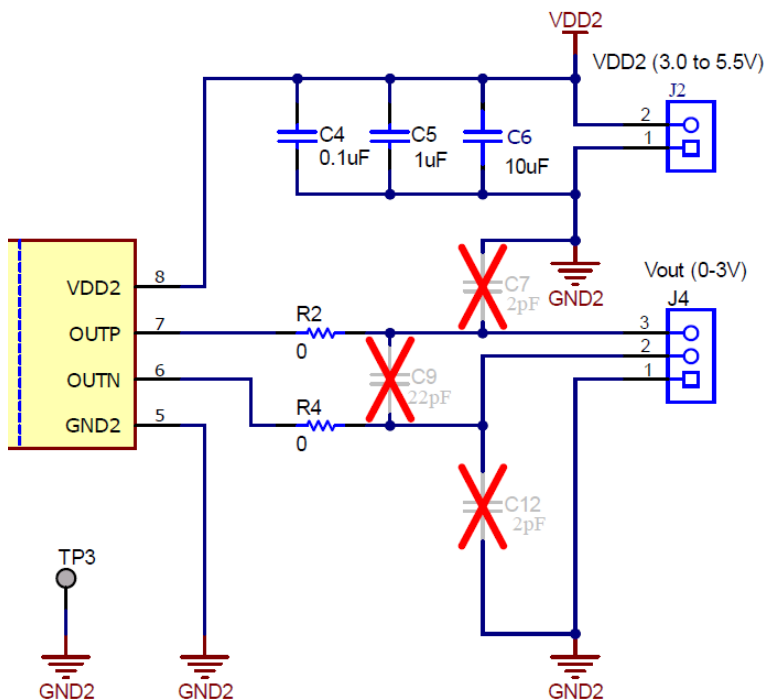 VDD2
VDD2 (3.0 to 5.5V)
J2
2
1
C4
0.1uF
C5
1uF
C6
10uF
GND2
C7
2pF
Vout (0-3V)
J4
3
2
1
VDD2
8
OUTP
7
OUTN
6
GND2
5
R2
0
R4
0
C9
22pF
C12
2pF
TP3
GND2
GND2
GND2